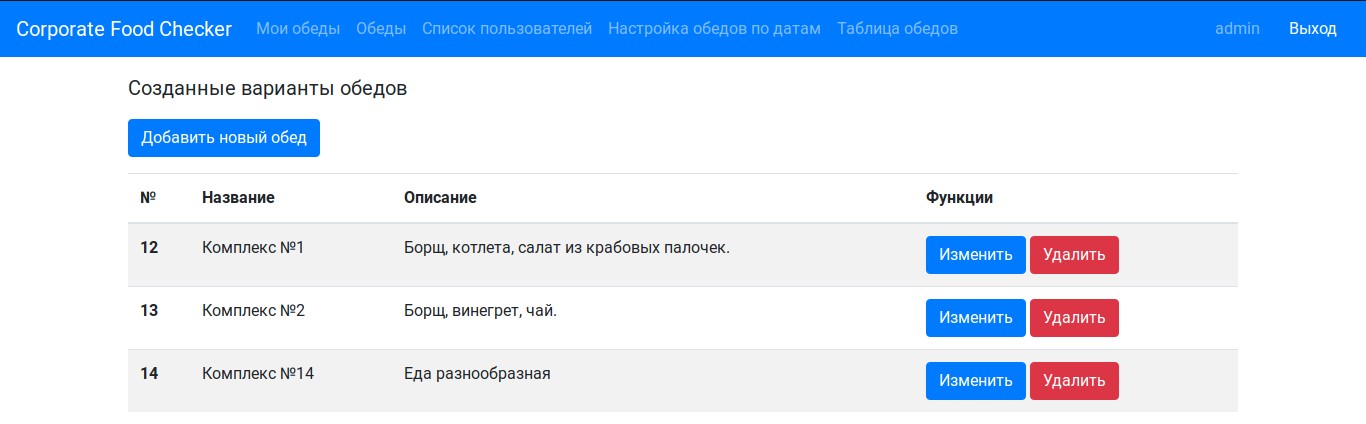 Corporate Food Checker Мои обеды Обеды Список пользователей Настройка обедов по датам Таблица обедов admin Выход
Созданные варианты обедов
Добавить новый обед
№ Название Описание Функции
12 Комплекс №1 Борщ, котлета, салат из крабовых палочек. Изменить Удалить
13 Комплекс №2 Борщ, винегрет, чай. Изменить Удалить
14 Комплекс №14 Еда разнообразная Изменить Удалить